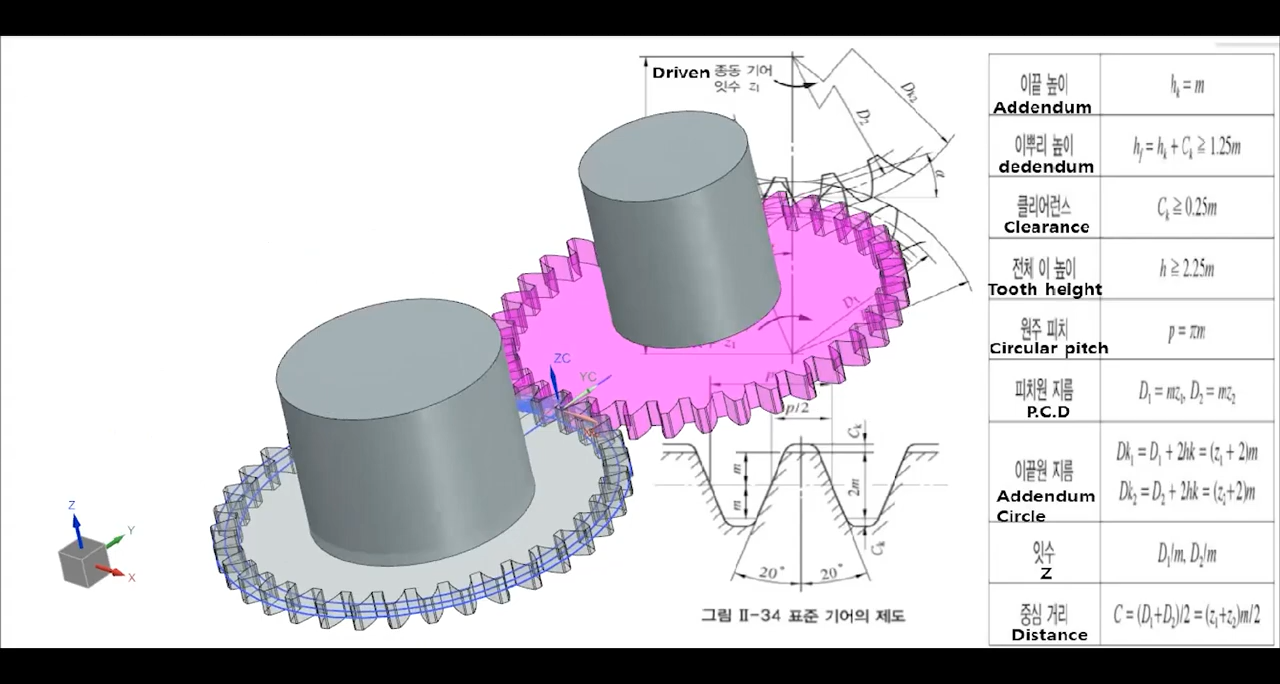 Driven 종동 기어
잇수 z₁
Dk₂
D₂
α
D₁
z₁
ZC
YC
p/2
Cₖ
m
m
2m
Cₖ
20° 20°
그림 Ⅱ-34 표준 기어의 제도
Z
Y
X
이끝 높이
Addendum
hₖ = m
이뿌리 높이
dedendum
h_f = hₖ + Cₖ ≧ 1.25m
클리어런스
Clearance
Cₖ ≧ 0.25m
전체 이 높이
Tooth height
h ≧ 2.25m
원주 피치
Circular pitch
p = πm
피치원 지름
P.C.D
D₁ = mz₁, D₂ = mz₂
이끝원 지름
Addendum
Circle
Dk₁ = D₁ + 2hk = (z₁ + 2)m
Dk₂ = D₂ + 2hk = (z₁+2)m
잇수
Z
D₁/m, D₂/m
중심 거리
Distance
C = (D₁+D₂)/2 = (z₁+z₂)m/2